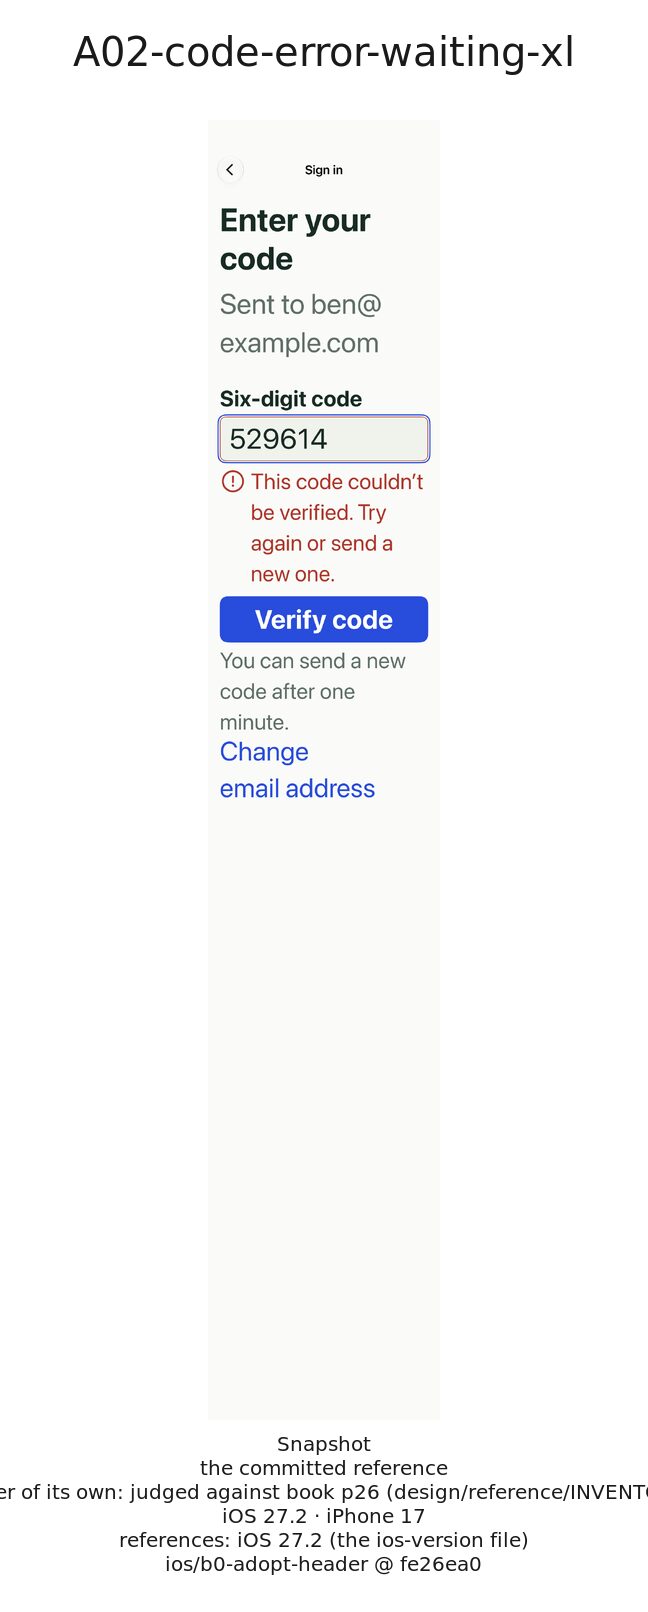 A02-code-error-waiting-xl
Sign in
Enter your
code
Sent to ben@
example.com
Six-digit code
529614
This code couldn’t
be verified. Try
again or send a
new one.
Verify code
You can send a new
code after one
minute.
Change
email address
Snapshot
the committed reference
of its own: judged against book p26 (design/reference/
iOS 27.2 · iPhone 17
references: iOS 27.2 (the ios-version file)
ios/b0-adopt-header @ fe26ea0